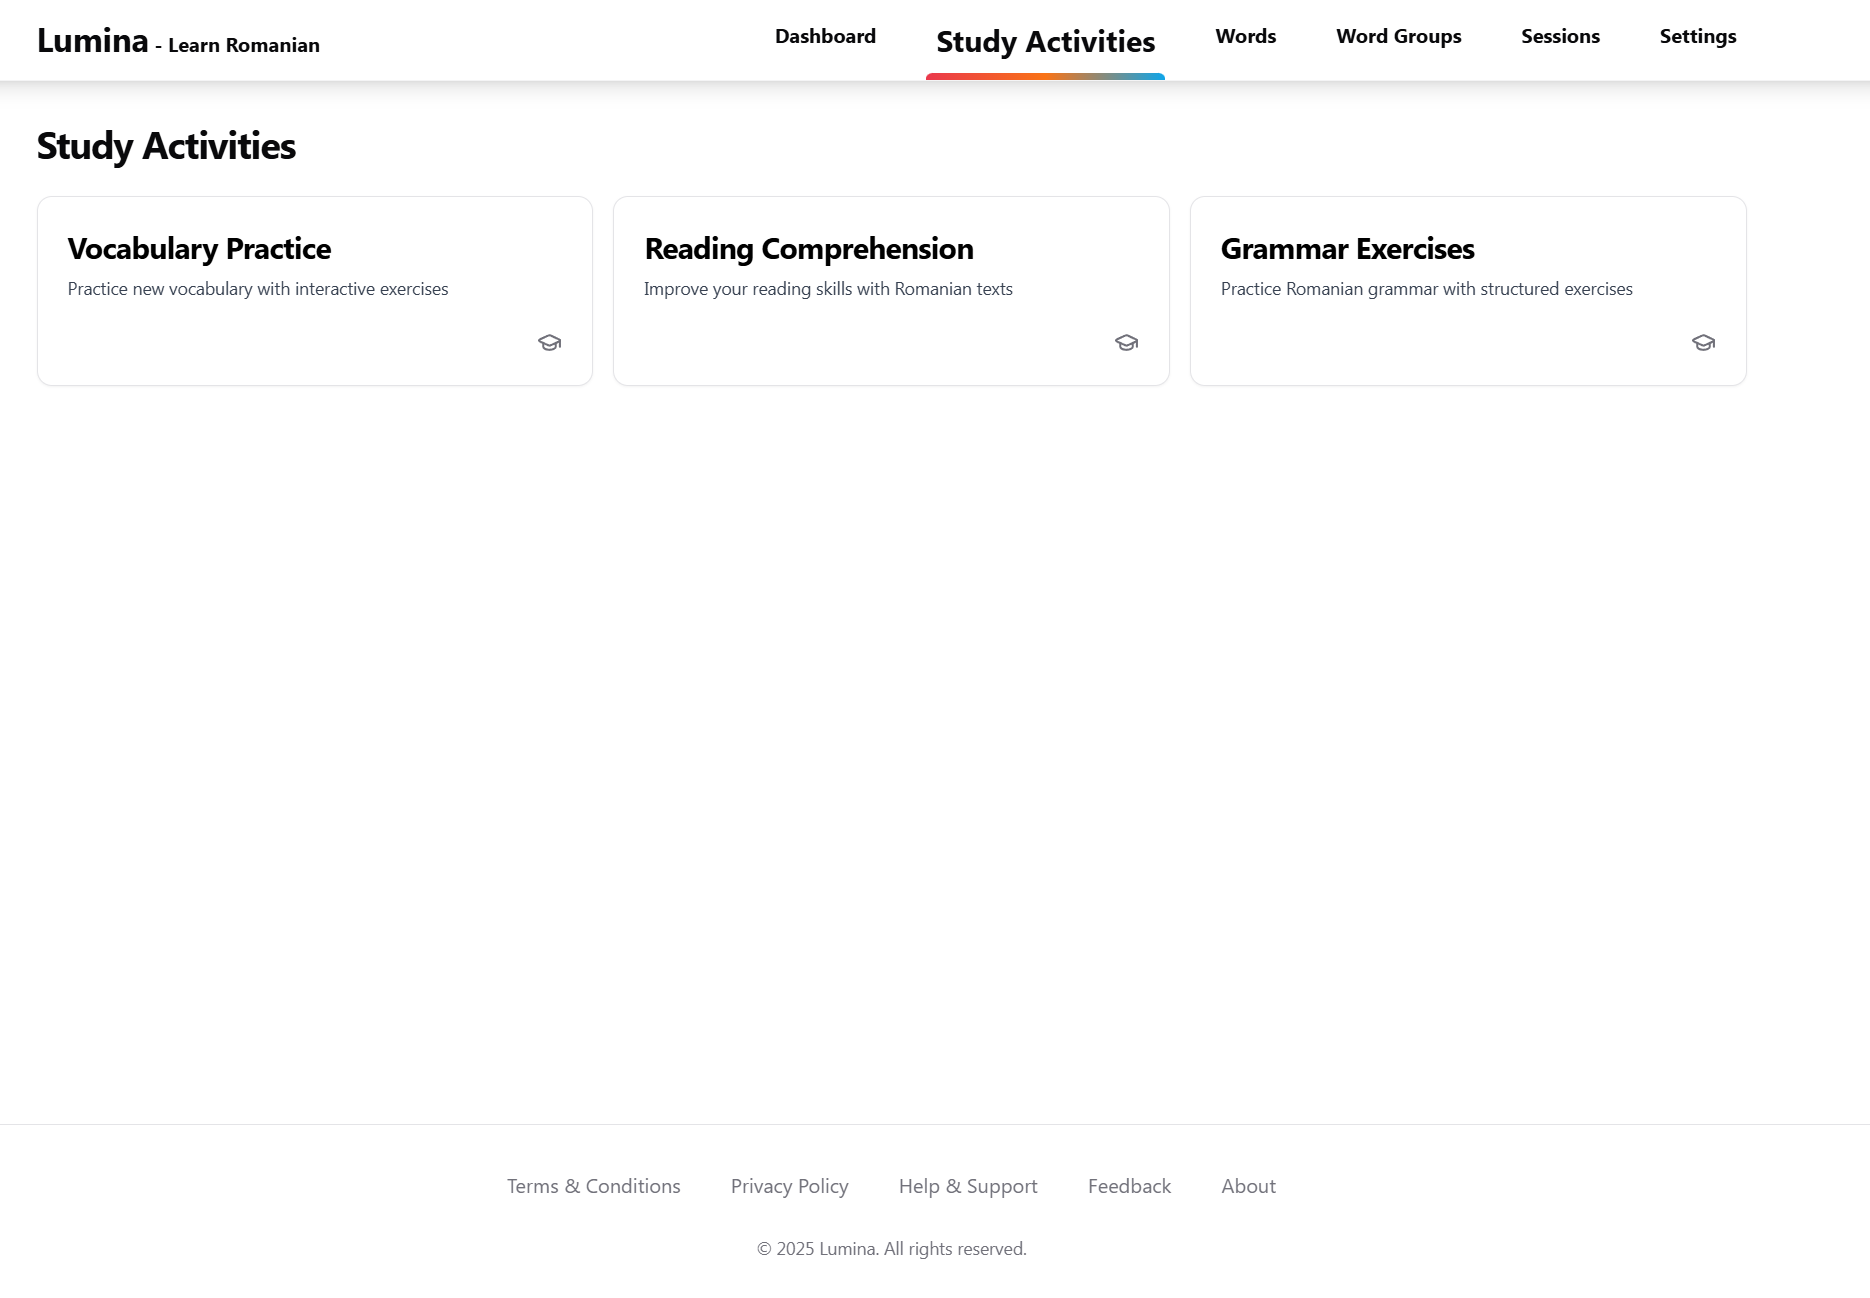 Lumina - Learn Romanian
Dashboard
Study Activities
Words
Word Groups
Sessions
Settings
Study Activities
Vocabulary Practice
Practice new vocabulary with interactive exercises
Reading Comprehension
Improve your reading skills with Romanian texts
Grammar Exercises
Practice Romanian grammar with structured exercises
Terms & Conditions
Privacy Policy
Help & Support
Feedback
About
© 2025 Lumina. All rights reserved.